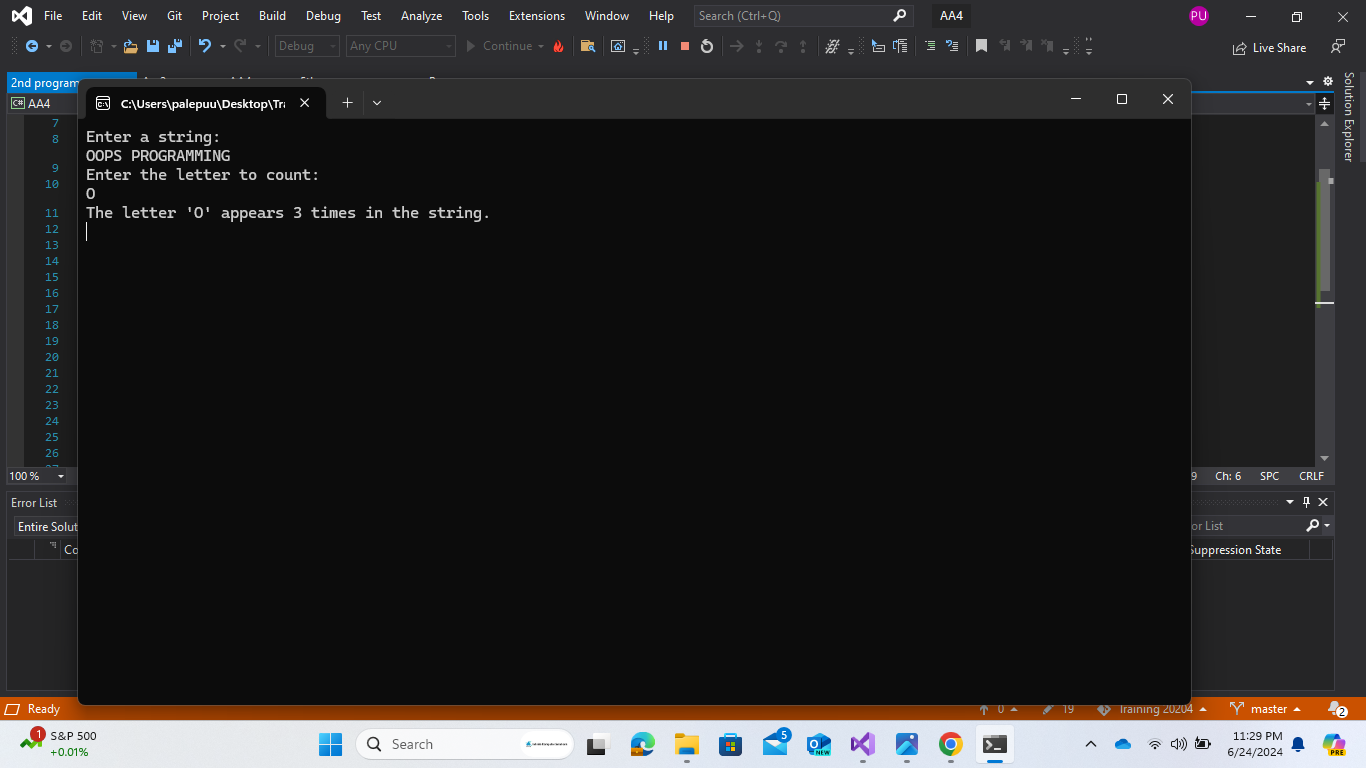 File Edit View Git Project Build Debug Test Analyze Tools Extensions Window Help Search (Ctrl+Q) AA4 PU
Debug Any CPU Continue Live Share
2nd program
C# AA4
C:\Users\palepuu\Desktop\Tra
Enter a string:
OOPS PROGRAMMING
Enter the letter to count:
O
The letter 'O' appears 3 times in the string.
7
8
9
10
11
12
13
14
15
16
17
18
19
20
21
22
23
24
25
26
Solution Explorer
100 % 9 Ch: 6 SPC CRLF
Error List
Entire Solut or List
Co Suppression State
Ready 0 19 Training 20204 master 2
1 S&P 500
+0.01%
Search
5
NEW
PRE
11:29 PM
6/24/2024